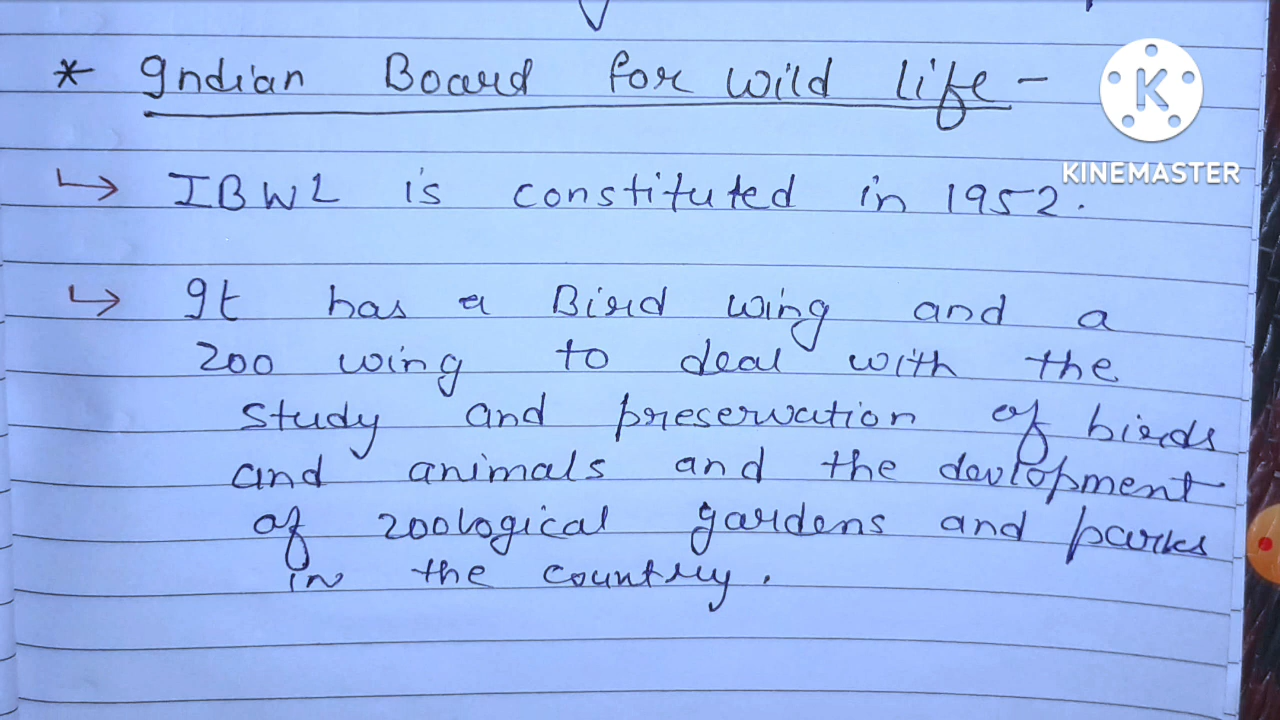 * Indian Board for Wild life -
K
KINEMASTER
↳ IBWL is constituted in 1952.
↳ It has a Bird wing and a
zoo wing to deal with the
study and preservation of birds
and animals and the devlopment
of zoological gardens and parks
in the country.